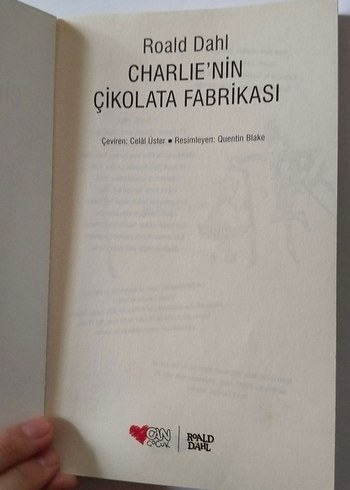 Roald Dahl
CHARLIE'NİN
ÇİKOLATA FABRİKASI
Çeviren: Celâl Üster ■ Resimleyen: Quentin Blake
CAN
ÇOCUK
ROALD
DAHL